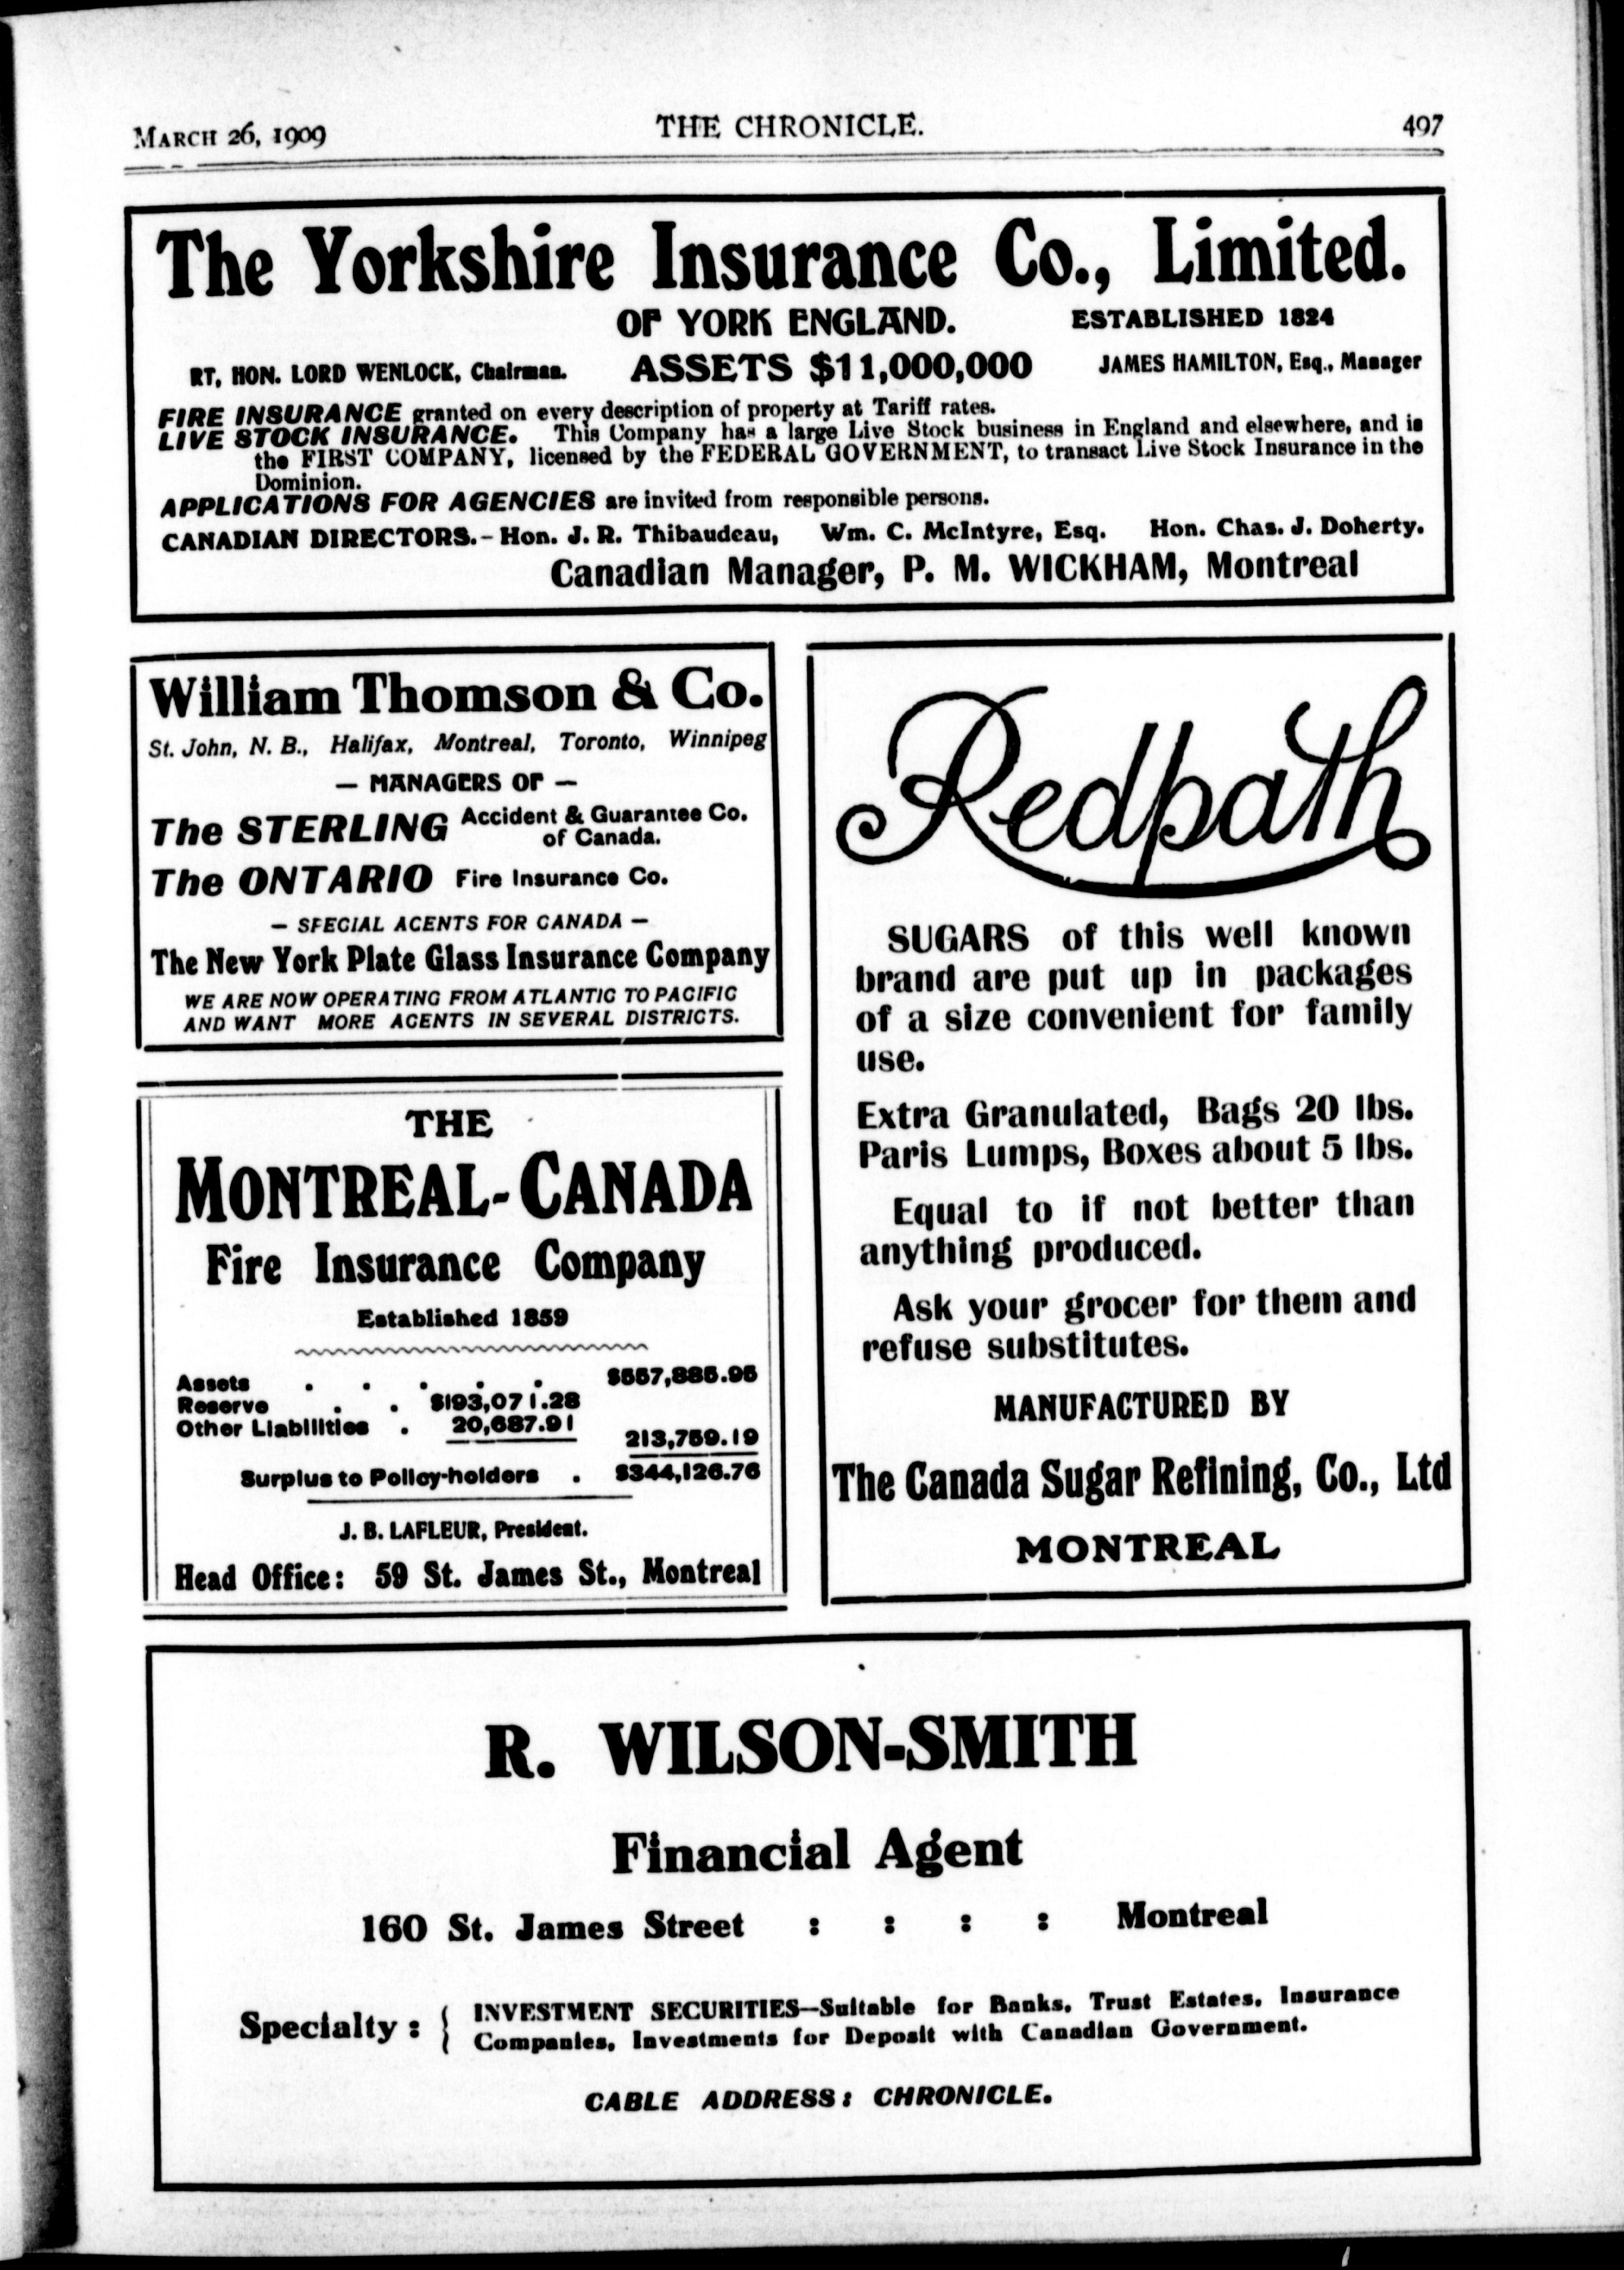 MARCH 26, 1909
THE CHRONICLE.
497
The Yorkshire Insurance Co., Limited.
OF YORK ENGLAND.
ESTABLISHED 1824
RT, HON. LORD WENLOCK, Chairman.
ASSETS $11,000,000
JAMES HAMILTON, Esq., Manager
FIRE INSURANCE granted on every description of property at Tariff rates.
LIVE STOCK INSURANCE. This Company has a large Live Stock business in England and elsewhere, and is
the FIRST COMPANY, licensed by the FEDERAL GOVERNMENT, to transact Live Stock Insurance in the
Dominion.
APPLICATIONS FOR AGENCIES are invited from responsible persons.
CANADIAN DIRECTORS.- Hon. J. R. Thibaudeau, Wm. C. McIntyre, Esq. Hon. Chas. J. Doherty.
Canadian Manager, P. M. WICKHAM, Montreal
William Thomson & Co.
St. John, N. B., Halifax, Montreal, Toronto, Winnipeg
— MANAGERS OF —
The STERLING Accident & Guarantee Co.
of Canada.
The ONTARIO Fire Insurance Co.
— SPECIAL AGENTS FOR CANADA —
The New York Plate Glass Insurance Company
WE ARE NOW OPERATING FROM ATLANTIC TO PACIFIC
AND WANT MORE AGENTS IN SEVERAL DISTRICTS.
THE
MONTREAL-CANADA
Fire Insurance Company
Established 1859
Assets . . . . . $557,885.95
Reserve . . $193,071.28
Other Liabilities . 20,687.91
213,759.19
Surplus to Policy-holders . $344,126.76
J. B. LAFLEUR, President.
Head Office: 59 St. James St., Montreal
Redpath
SUGARS of this well known
brand are put up in packages
of a size convenient for family
use.
Extra Granulated, Bags 20 lbs.
Paris Lumps, Boxes about 5 lbs.
Equal to if not better than
anything produced.
Ask your grocer for them and
refuse substitutes.
MANUFACTURED BY
The Canada Sugar Refining, Co., Ltd
MONTREAL
R. WILSON-SMITH
Financial Agent
160 St. James Street : : : : Montreal
Specialty : { INVESTMENT SECURITIES—Suitable for Banks, Trust Estates, Insurance
Companies, Investments for Deposit with Canadian Government.
CABLE ADDRESS: CHRONICLE.